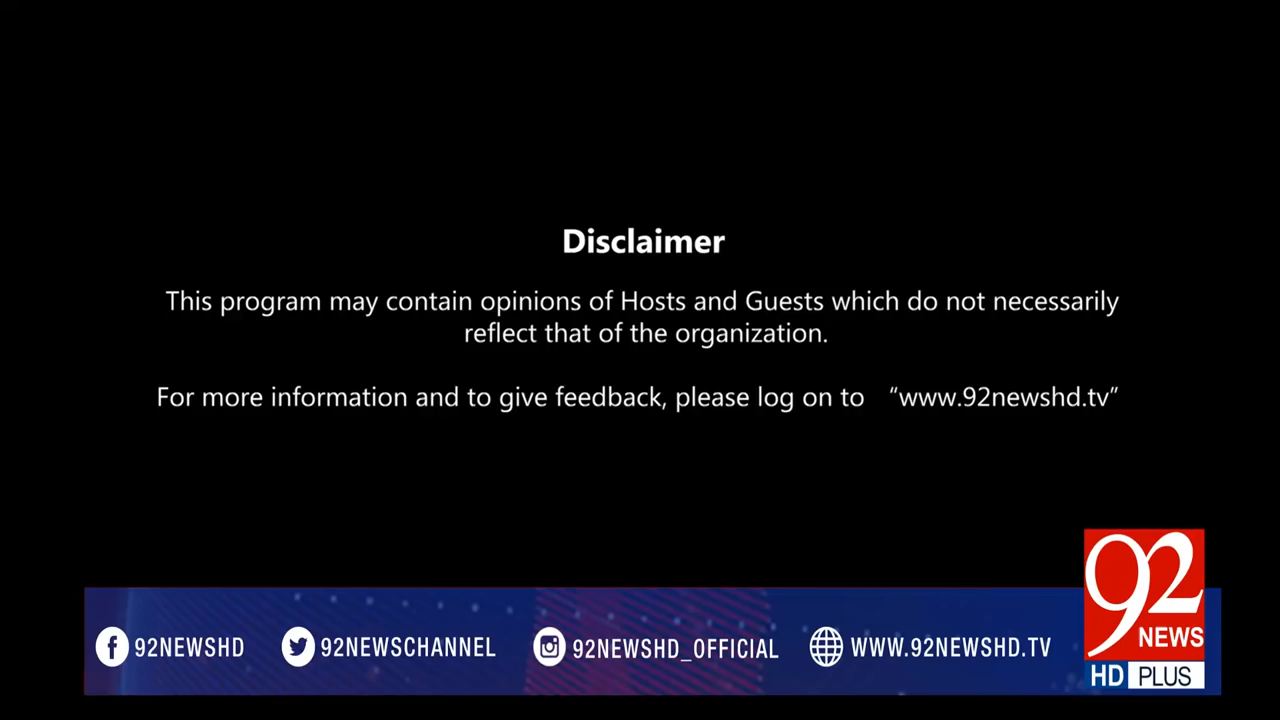 Disclaimer
This program may contain opinions of Hosts and Guests which do not necessarily
reflect that of the organization.
For more information and to give feedback, please log on to “www.92newshd.tv”
92NEWSHD
92NEWSCHANNEL
92NEWSHD_OFFICIAL
WWW.92NEWSHD.TV
92
NEWS
HD PLUS